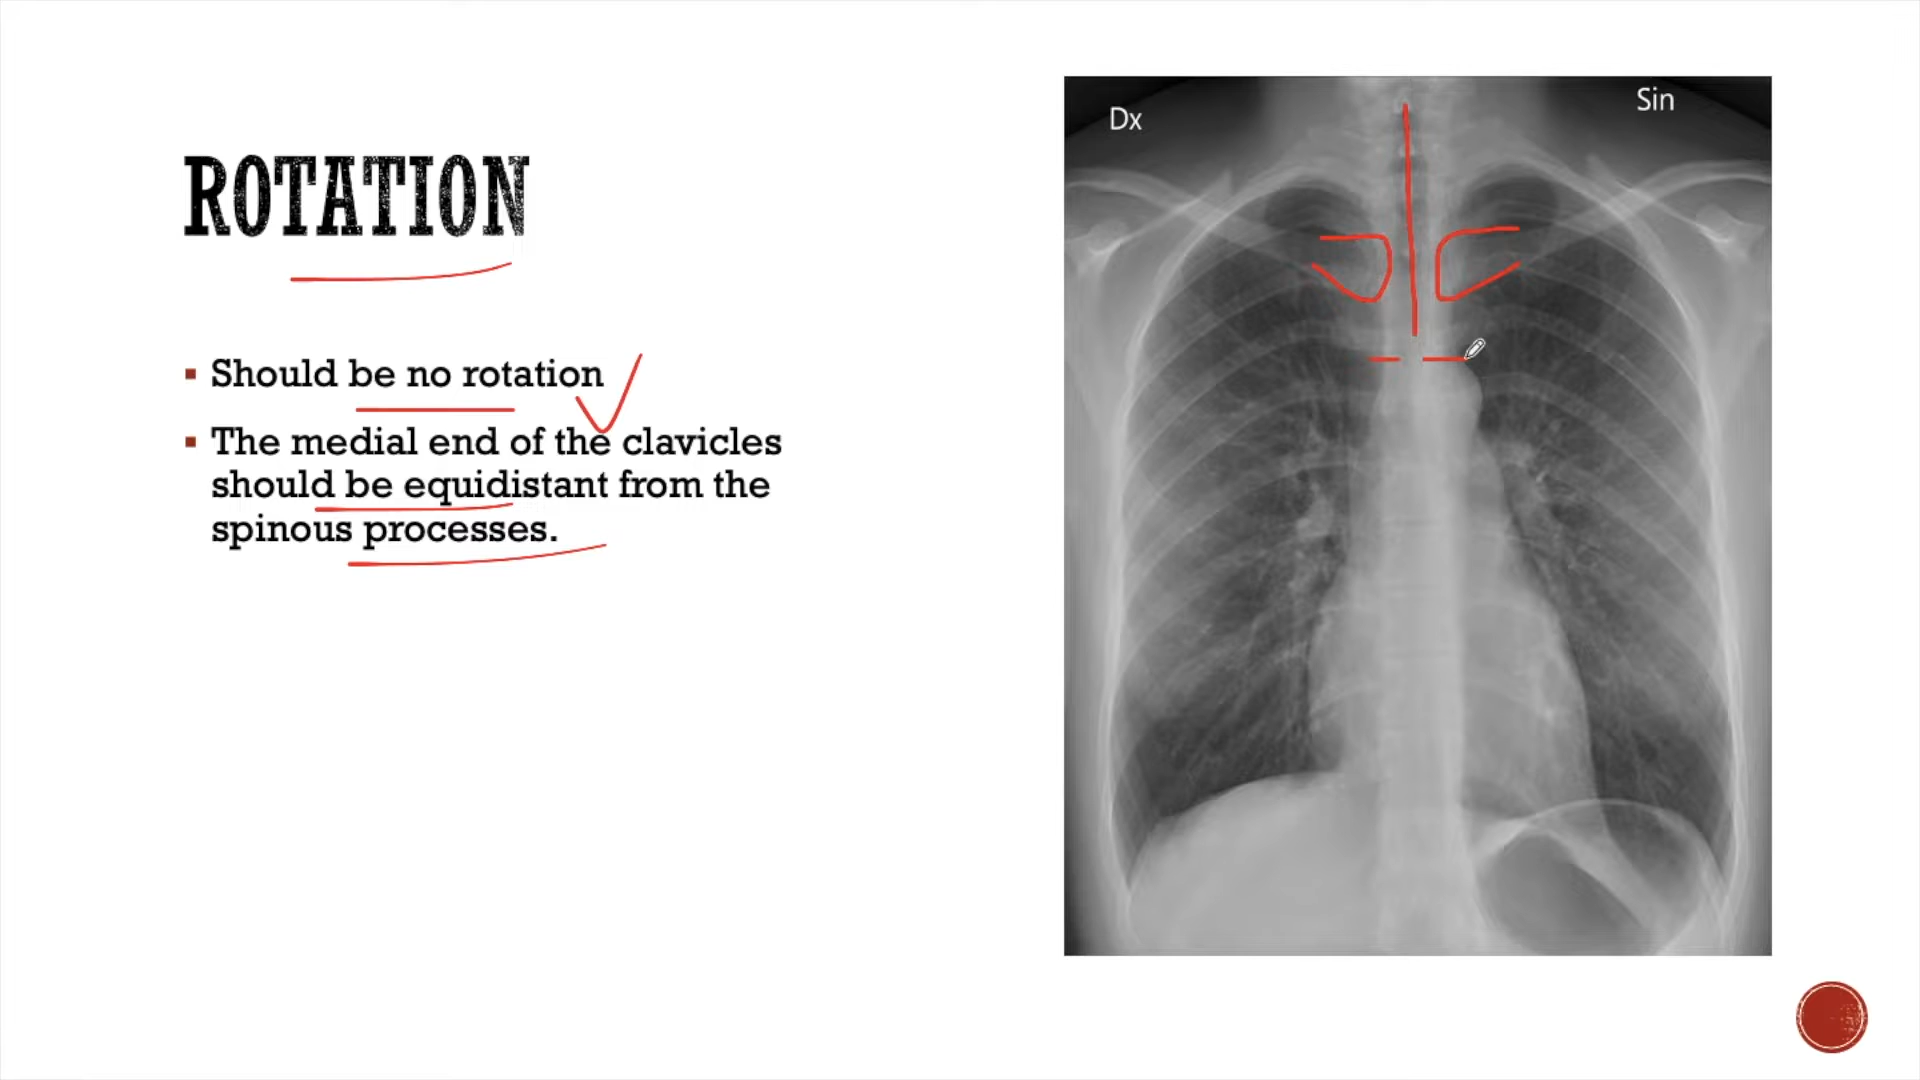 ROTATION
Should be no rotation
The medial end of the clavicles
should be equidistant from the
spinous processes.
Dx
Sin